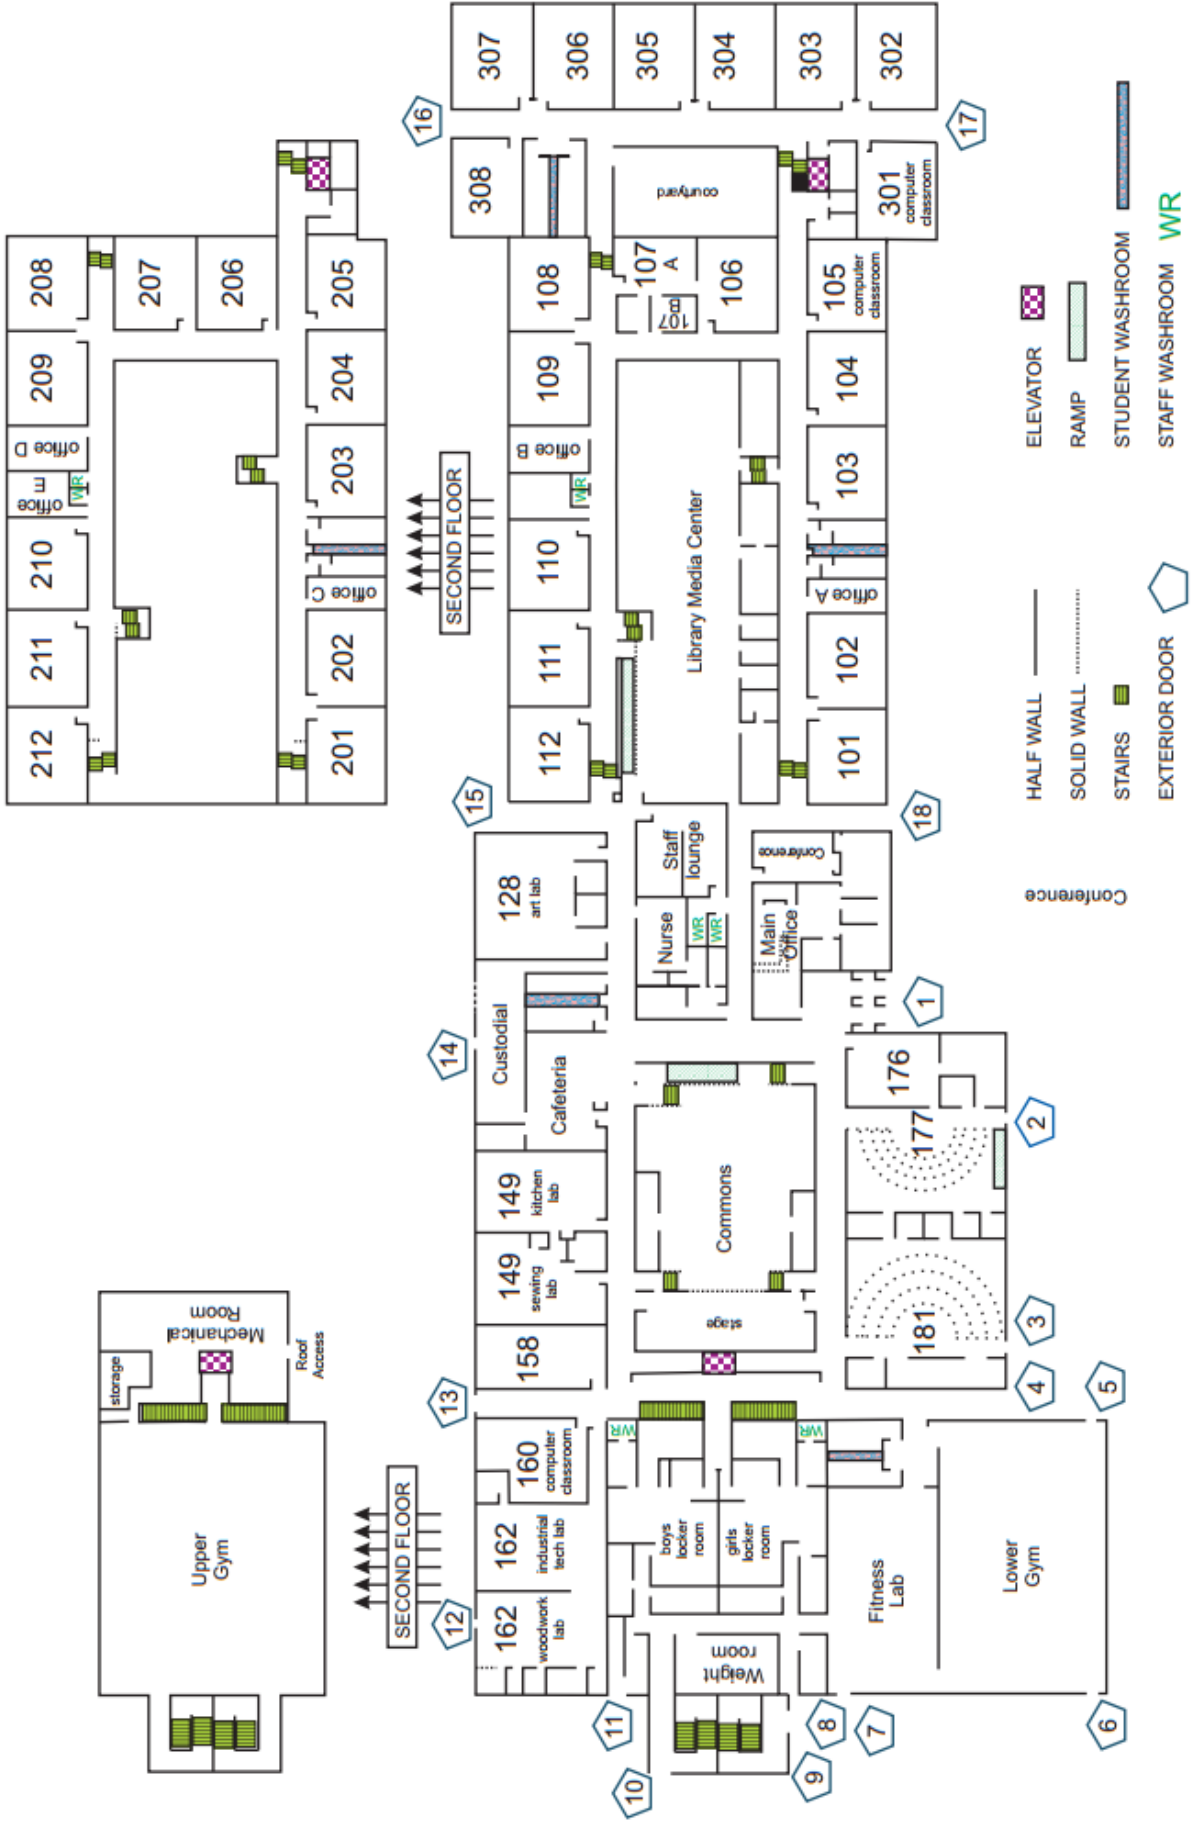 storage
Mechanical
Room
Roof
Access
Upper
Gym
SECOND FLOOR
212
211
210
office
E
WR
office D
209
208
207
206
201
202
office C
203
204
205
SECOND FLOOR
12
13
14
15
16
162
woodwork
lab
162
industrial
tech lab
160
computer
classroom
158
149
sewing
lab
149
kitchen
lab
Cafeteria
Custodial
128
art lab
112
111
110
WR
office B
109
108
308
307
306
305
304
303
302
107
A
107
B
106
courtyard
Library Media Center
Staff
lounge
Nurse
WR
WR
Main
Office
Conference
Commons
stage
WR
boys
locker
room
girls
locker
room
WR
Weight
room
11
10
9
8
7
6
Fitness
Lab
Lower
Gym
5
4
3
2
1
181
177
176
18
101
102
office A
103
104
105
computer
classroom
301
computer
classroom
17
Conference
HALF WALL
SOLID WALL
STAIRS
EXTERIOR DOOR
ELEVATOR
RAMP
STUDENT WASHROOM
STAFF WASHROOM WR